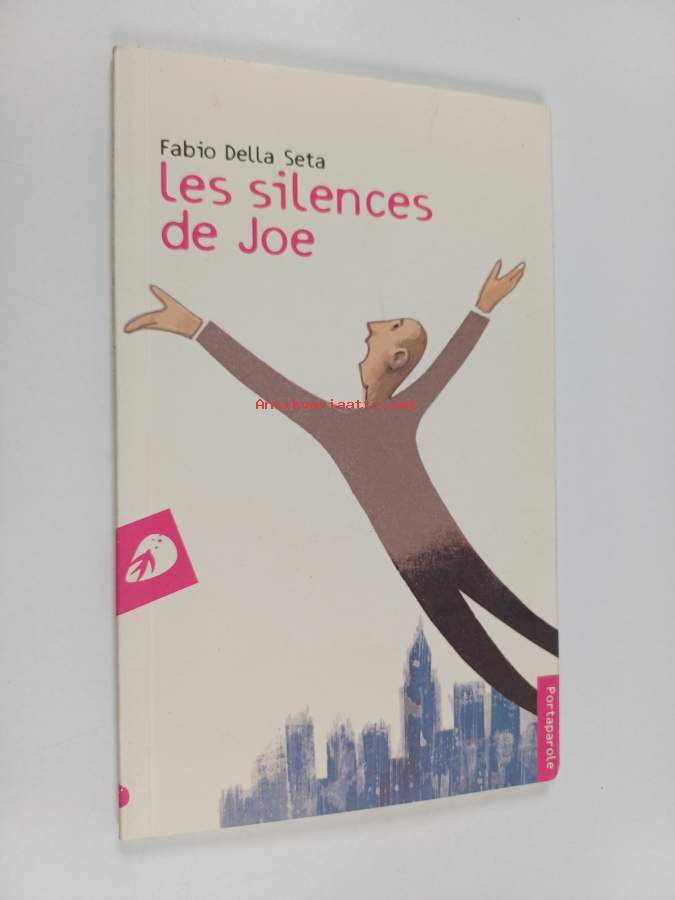 Fabio Della Seta
les silences
de Joe
Antikvariaatti.net
Portaparole